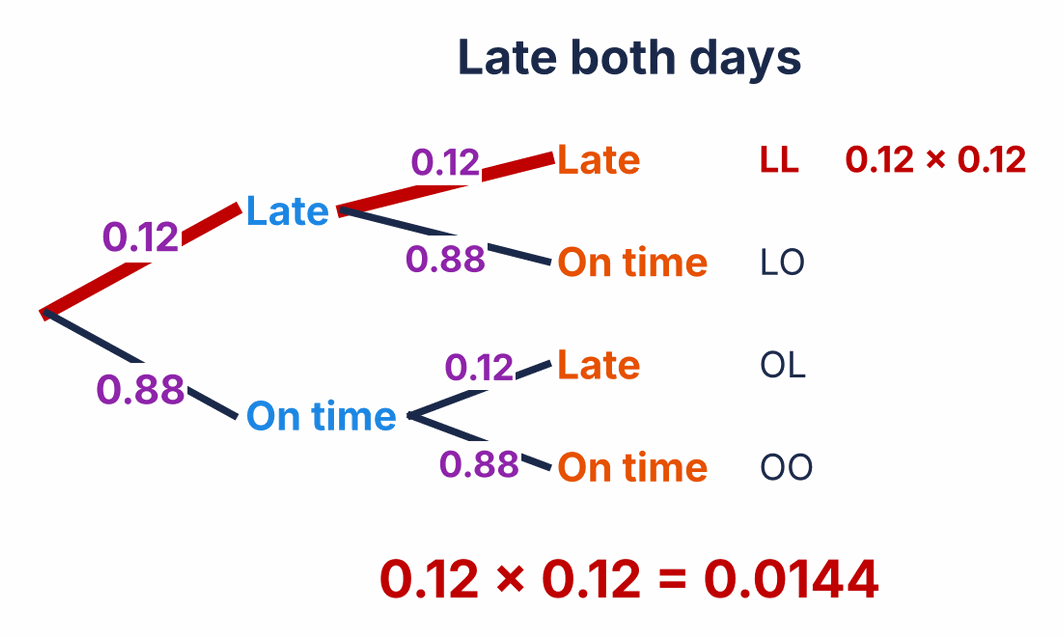 Late both days
0.12 Late LL 0.12 × 0.12
0.12 Late
0.88 On time LO
0.12 Late OL
0.88 On time
0.88 On time OO
0.12 × 0.12 = 0.0144